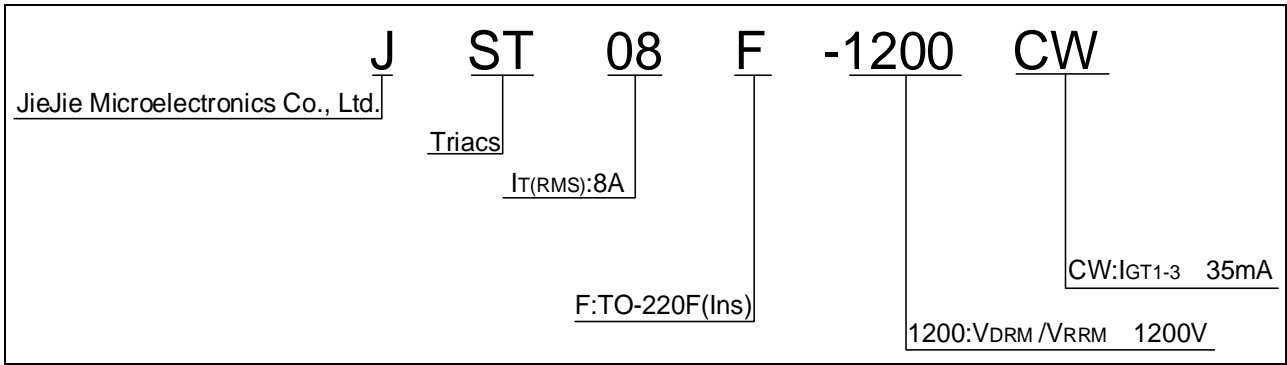 J ST 08 F -1200 CW
JieJie Microelectronics Co., Ltd.
Triacs
IT(RMS):8A
CW:IGT1-3 35mA
F:TO-220F(Ins)
1200:VDRM /VRRM 1200V